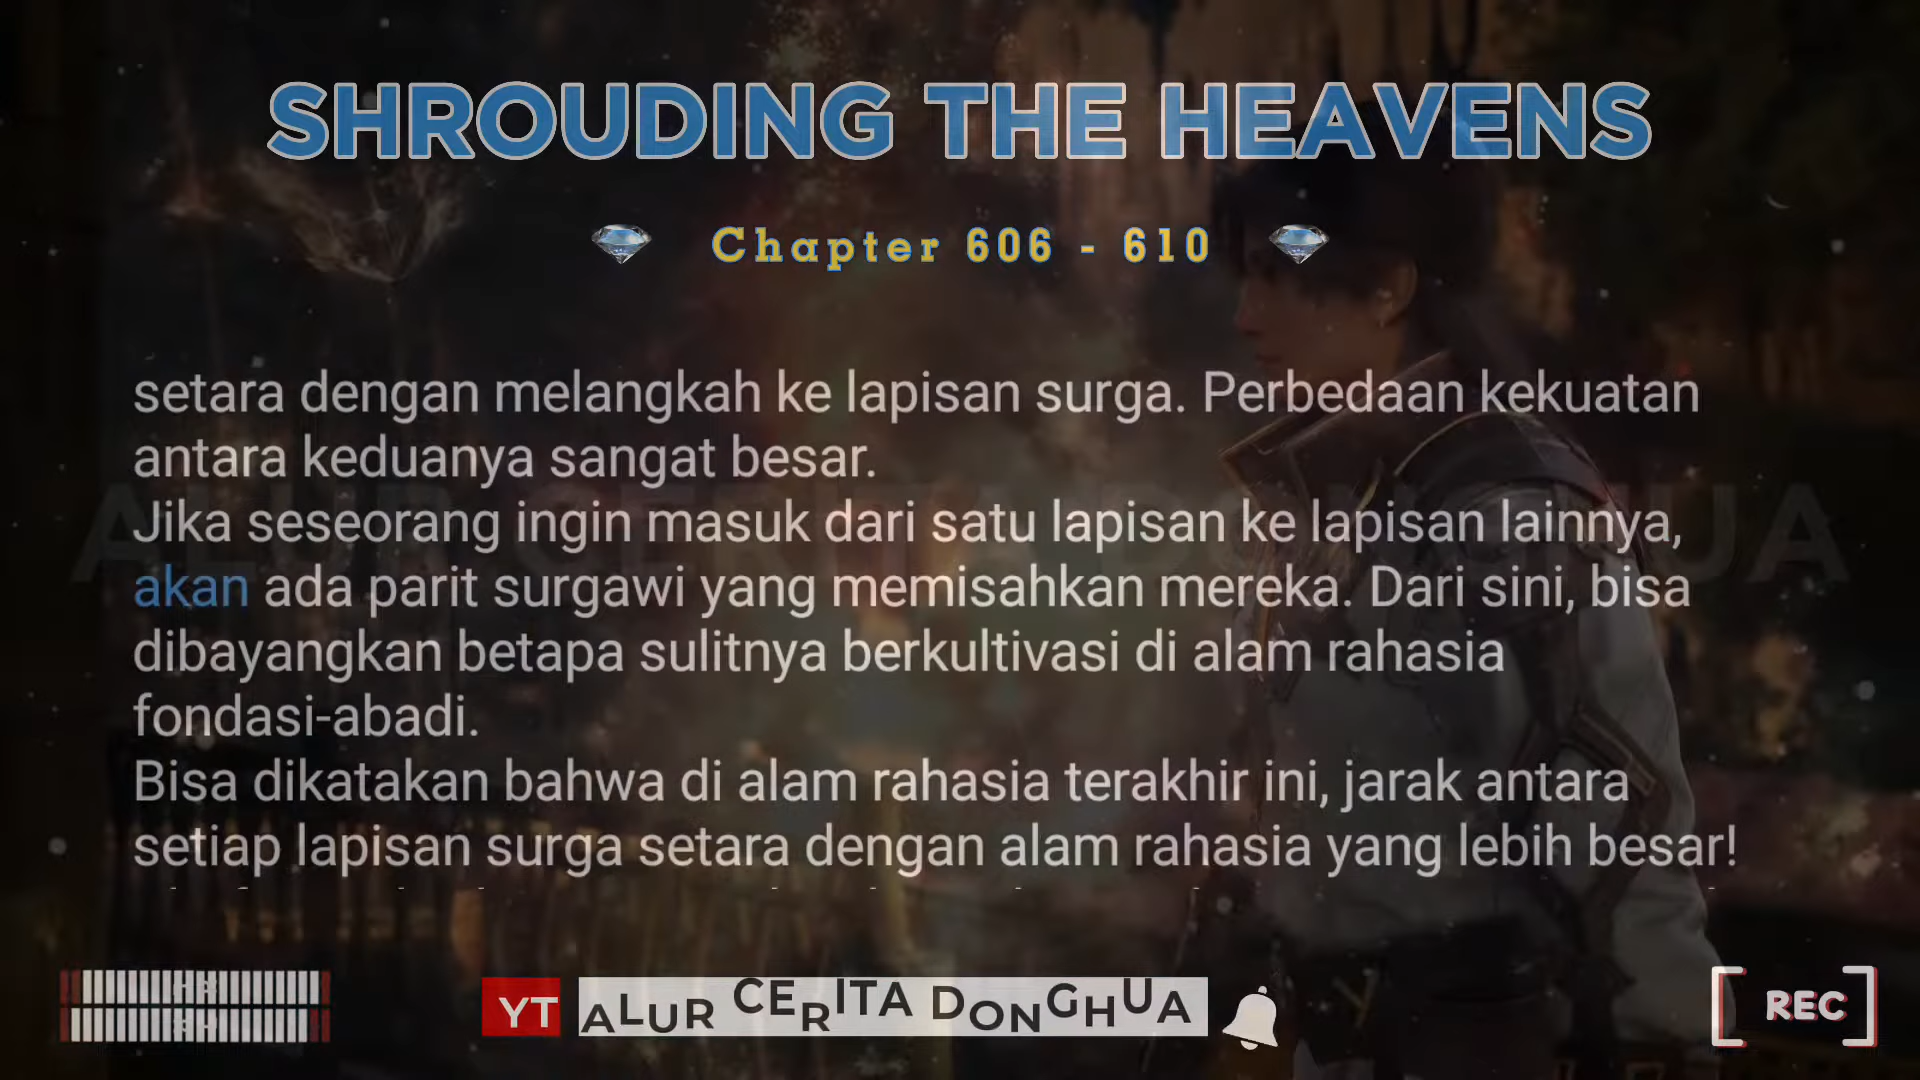 SHROUDING THE HEAVENS
Chapter 606 - 610
setara dengan melangkah ke lapisan surga. Perbedaan kekuatan
antara keduanya sangat besar.
Jika seseorang ingin masuk dari satu lapisan ke lapisan lainnya,
akan ada parit surgawi yang memisahkan mereka. Dari sini, bisa
dibayangkan betapa sulitnya berkultivasi di alam rahasia
fondasi-abadi.
Bisa dikatakan bahwa di alam rahasia terakhir ini, jarak antara
setiap lapisan surga setara dengan alam rahasia yang lebih besar!
ALUR CERITA DONGHUA
YT ALUR CERITA DONGHUA
REC